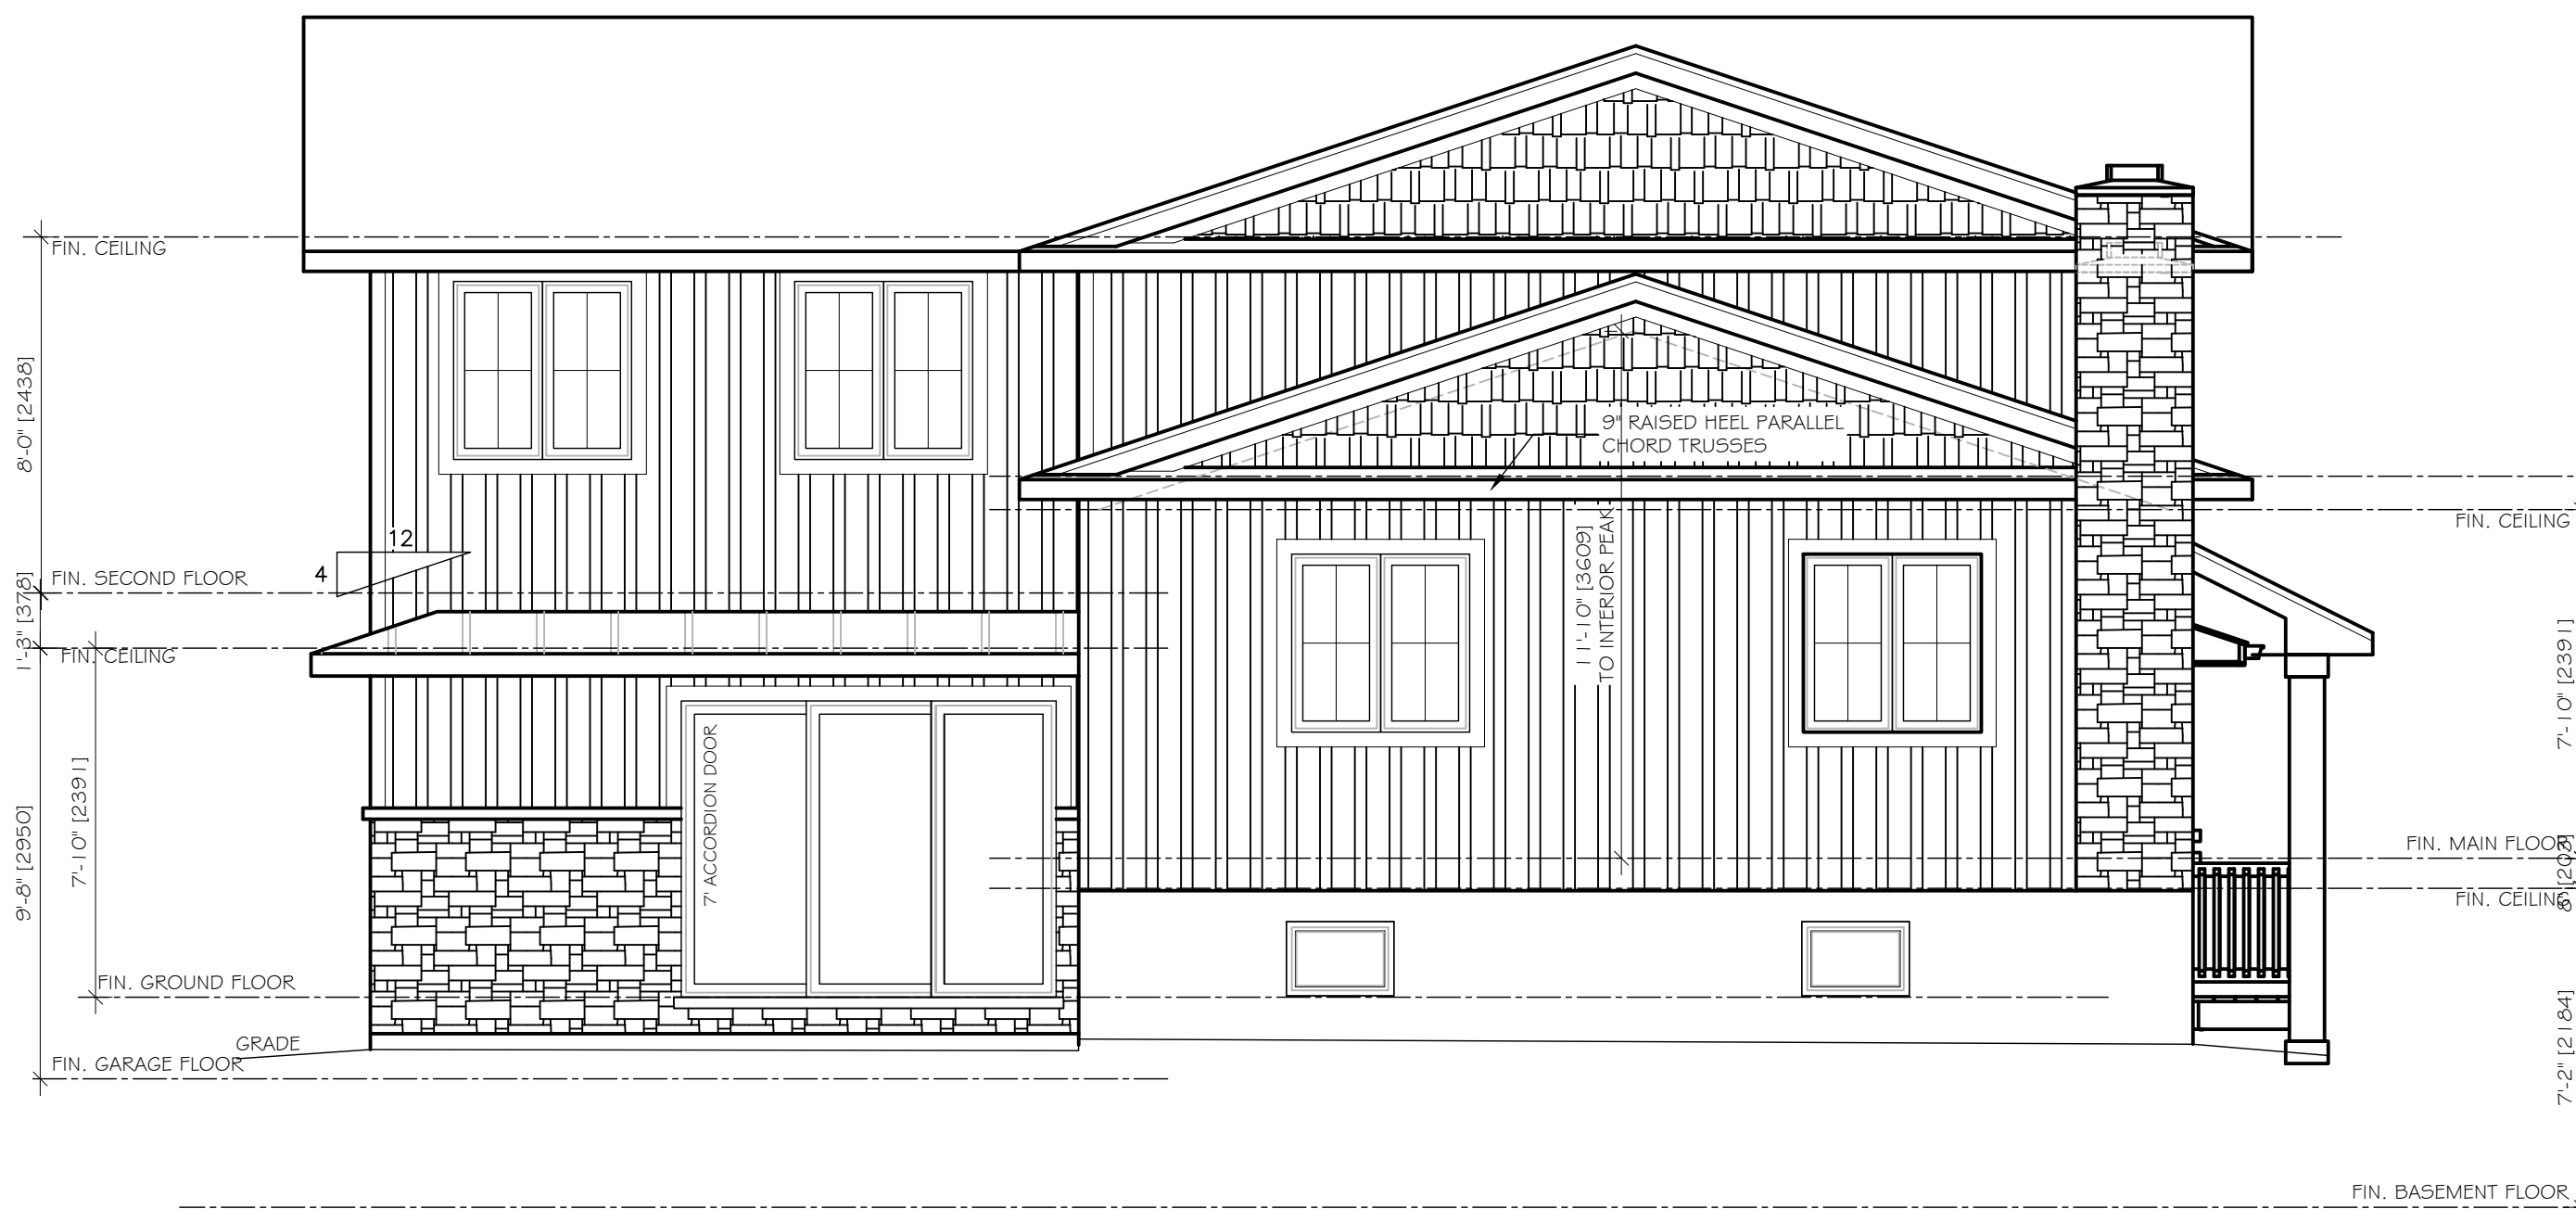 FIN. CEILING
8'-0" [2438]
9" RAISED HEEL PARALLEL
CHORD TRUSSES
FIN. CEILING
12
4
FIN. SECOND FLOOR
1'-3" [378]
FIN. CEILING
11'-10" [3609]
TO INTERIOR PEAK
7'-10" [2391]
7' ACCORDION DOOR
9'-8" [2950]
7'-10" [2391]
FIN. MAIN FLOOR
8" [203]
FIN. CEILING
FIN. GROUND FLOOR
GRADE
FIN. GARAGE FLOOR
7'-2" [2184]
FIN. BASEMENT FLOOR